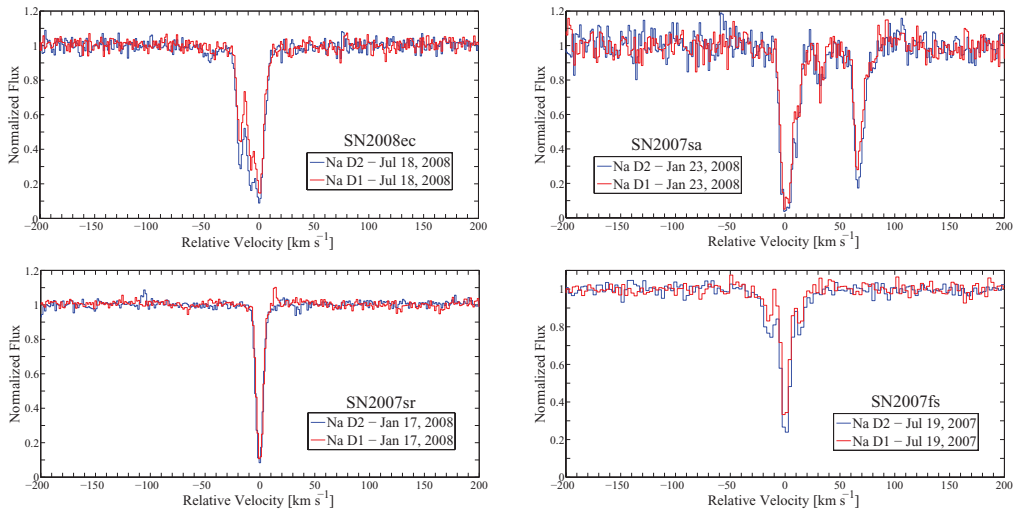 1.2
1
0.8
0.6
0.4
0.2
0
Normalized Flux
SN2008ec
Na D2 − Jul 18, 2008
Na D1 − Jul 18, 2008
−200 −150 −100 −50 0 50 100 150 200
Relative Velocity [km s⁻¹]
1.2
1
0.8
0.6
0.4
0.2
0
Normalized Flux
SN2007sa
Na D2 − Jan 23, 2008
Na D1 − Jan 23, 2008
−200 −150 −100 −50 0 50 100 150 200
Relative Velocity [km s⁻¹]
1.2
1
0.8
0.6
0.4
0.2
0
Normalized Flux
SN2007sr
Na D2 − Jan 17, 2008
Na D1 − Jan 17, 2008
−200 −150 −100 −50 0 50 100 150 200
Relative Velocity [km s⁻¹]
1.2
1
0.8
0.6
0.4
0.2
0
Normalized Flux
SN2007fs
Na D2 − Jul 19, 2007
Na D1 − Jul 19, 2007
−200 −150 −100 −50 0 50 100 150 200
Relative Velocity [km s⁻¹]